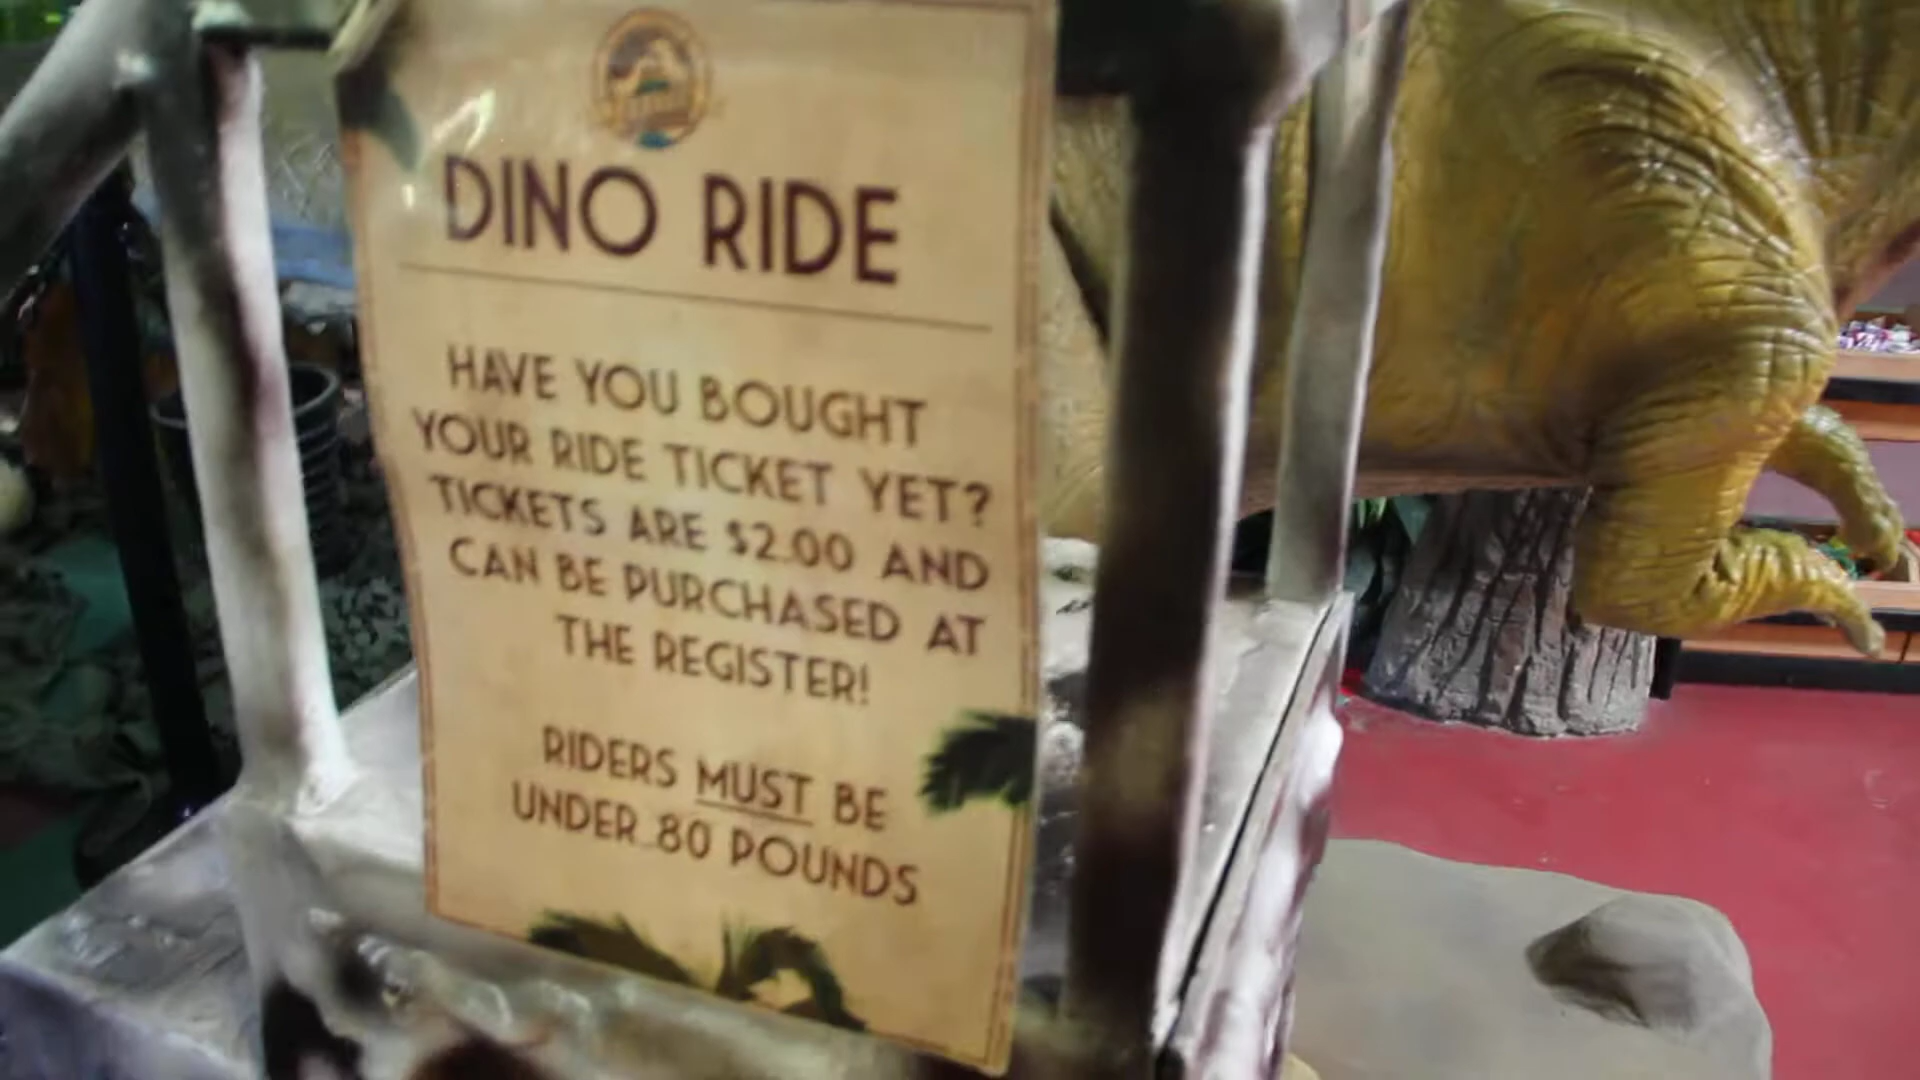 DINO RIDE
HAVE YOU BOUGHT
YOUR RIDE TICKET YET?
TICKETS ARE $2.00 AND
CAN BE PURCHASED AT
THE REGISTER!
RIDERS MUST BE
UNDER 80 POUNDS